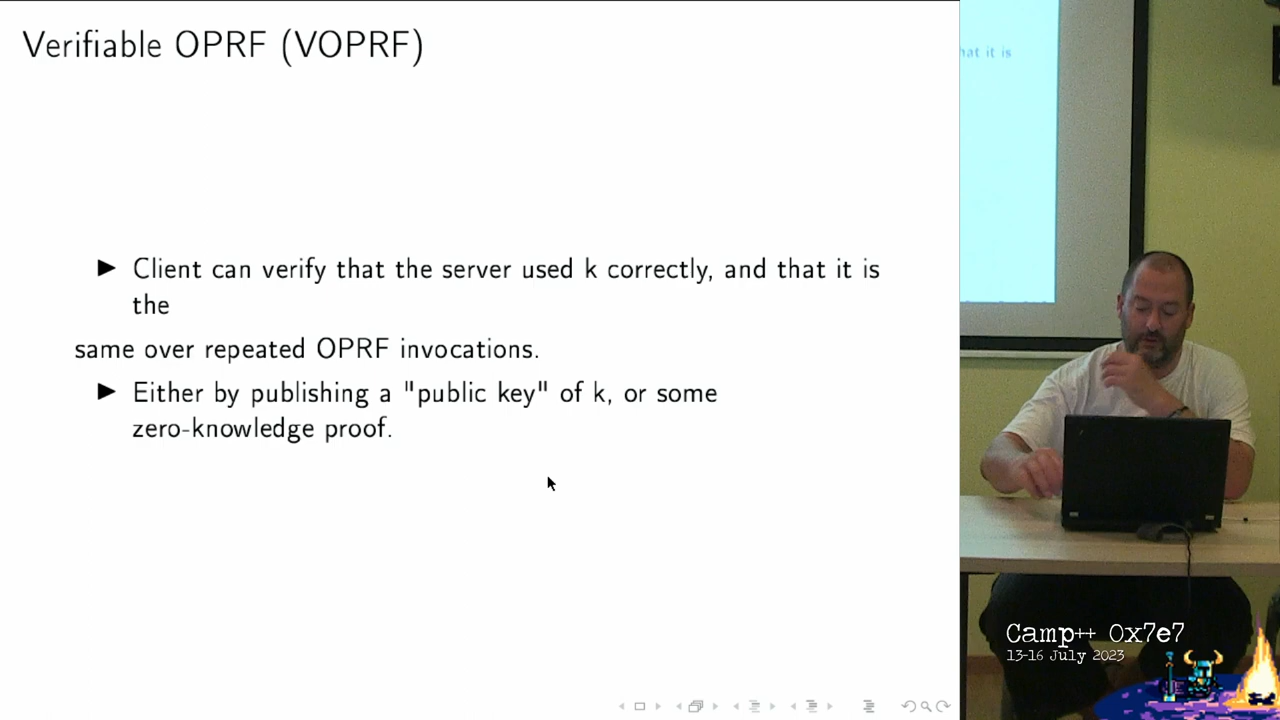 Verifiable OPRF (VOPRF)
Client can verify that the server used k correctly, and that it is
the
same over repeated OPRF invocations.
Either by publishing a "public key" of k, or some
zero-knowledge proof.
hat it is
Camp++ 0x7e7
13-16 July 2023